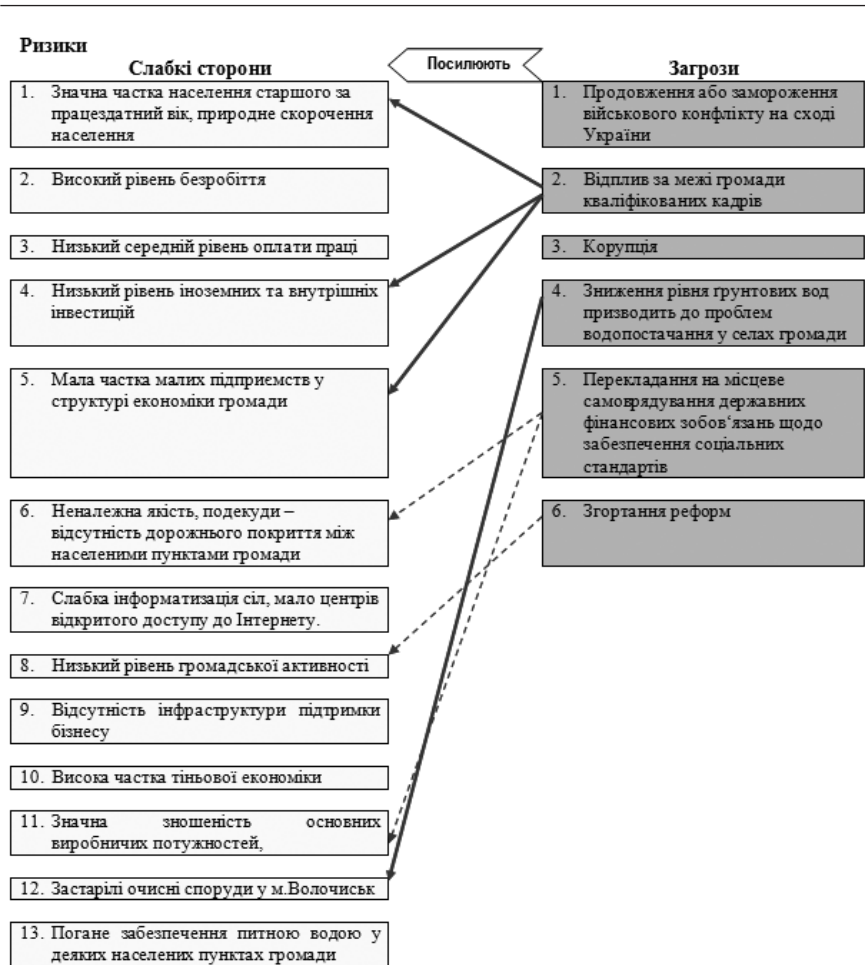 Ризики
Слабкі сторони
Посилюють
Загрози
1. Значна частка населення старшого за
працездатний вік, природне скорочення
населення
2. Високий рівень безробіття
3. Низький середній рівень оплати праці
4. Низький рівень іноземних та внутрішніх
інвестицій
5. Мала частка малих підприємств у
структурі економіки громади
6. Неналежна якість, подекуди –
відсутність дорожнього покриття між
населеними пунктами громади
7. Слабка інформатизація сіл, мало центрів
відкритого доступу до Інтернету.
8. Низький рівень громадської активності
9. Відсутність інфраструктури підтримки
бізнесу
10. Висока частка тіньової економіки
11. Значна зношеність основних
виробничих потужностей,
12. Застарілі очисні споруди у м.Волочиськ
13. Погане забезпечення питною водою у
деяких населених пунктах громади
1. Продовження або замороження
військового конфлікту на сході
України
2. Відплив за межі громади
кваліфікованих кадрів
3. Корупція
4. Зниження рівня ґрунтових вод
призводить до проблем
водопостачання у селах громади
5. Перекладання на місцеве
самоврядування державних
фінансових зобов‘язань щодо
забезпечення соціальних
стандартів
6. Згортання реформ